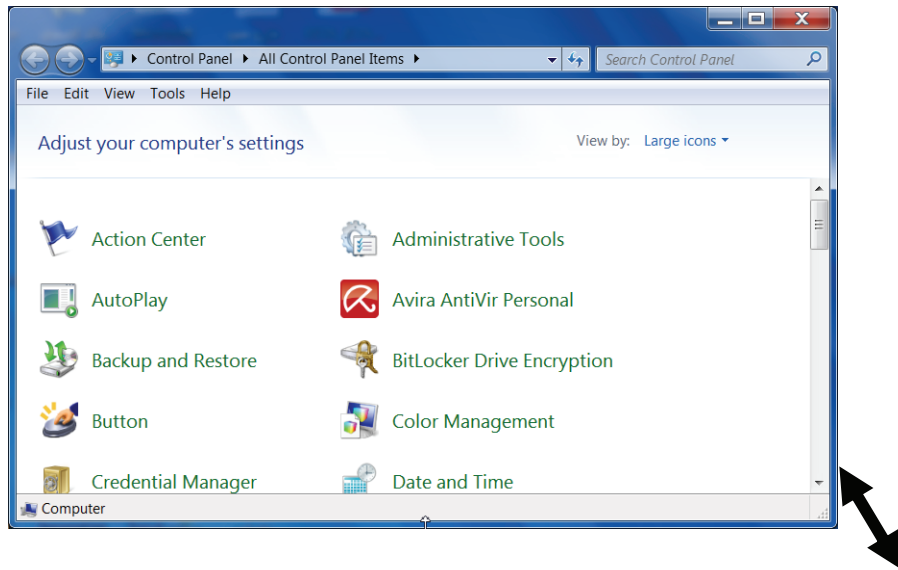 Control Panel All Control Panel Items Search Control Panel
File Edit View Tools Help
Adjust your computer's settings View by: Large icons
Action Center Administrative Tools
AutoPlay Avira AntiVir Personal
Backup and Restore BitLocker Drive Encryption
Button Color Management
Credential Manager Date and Time
Computer